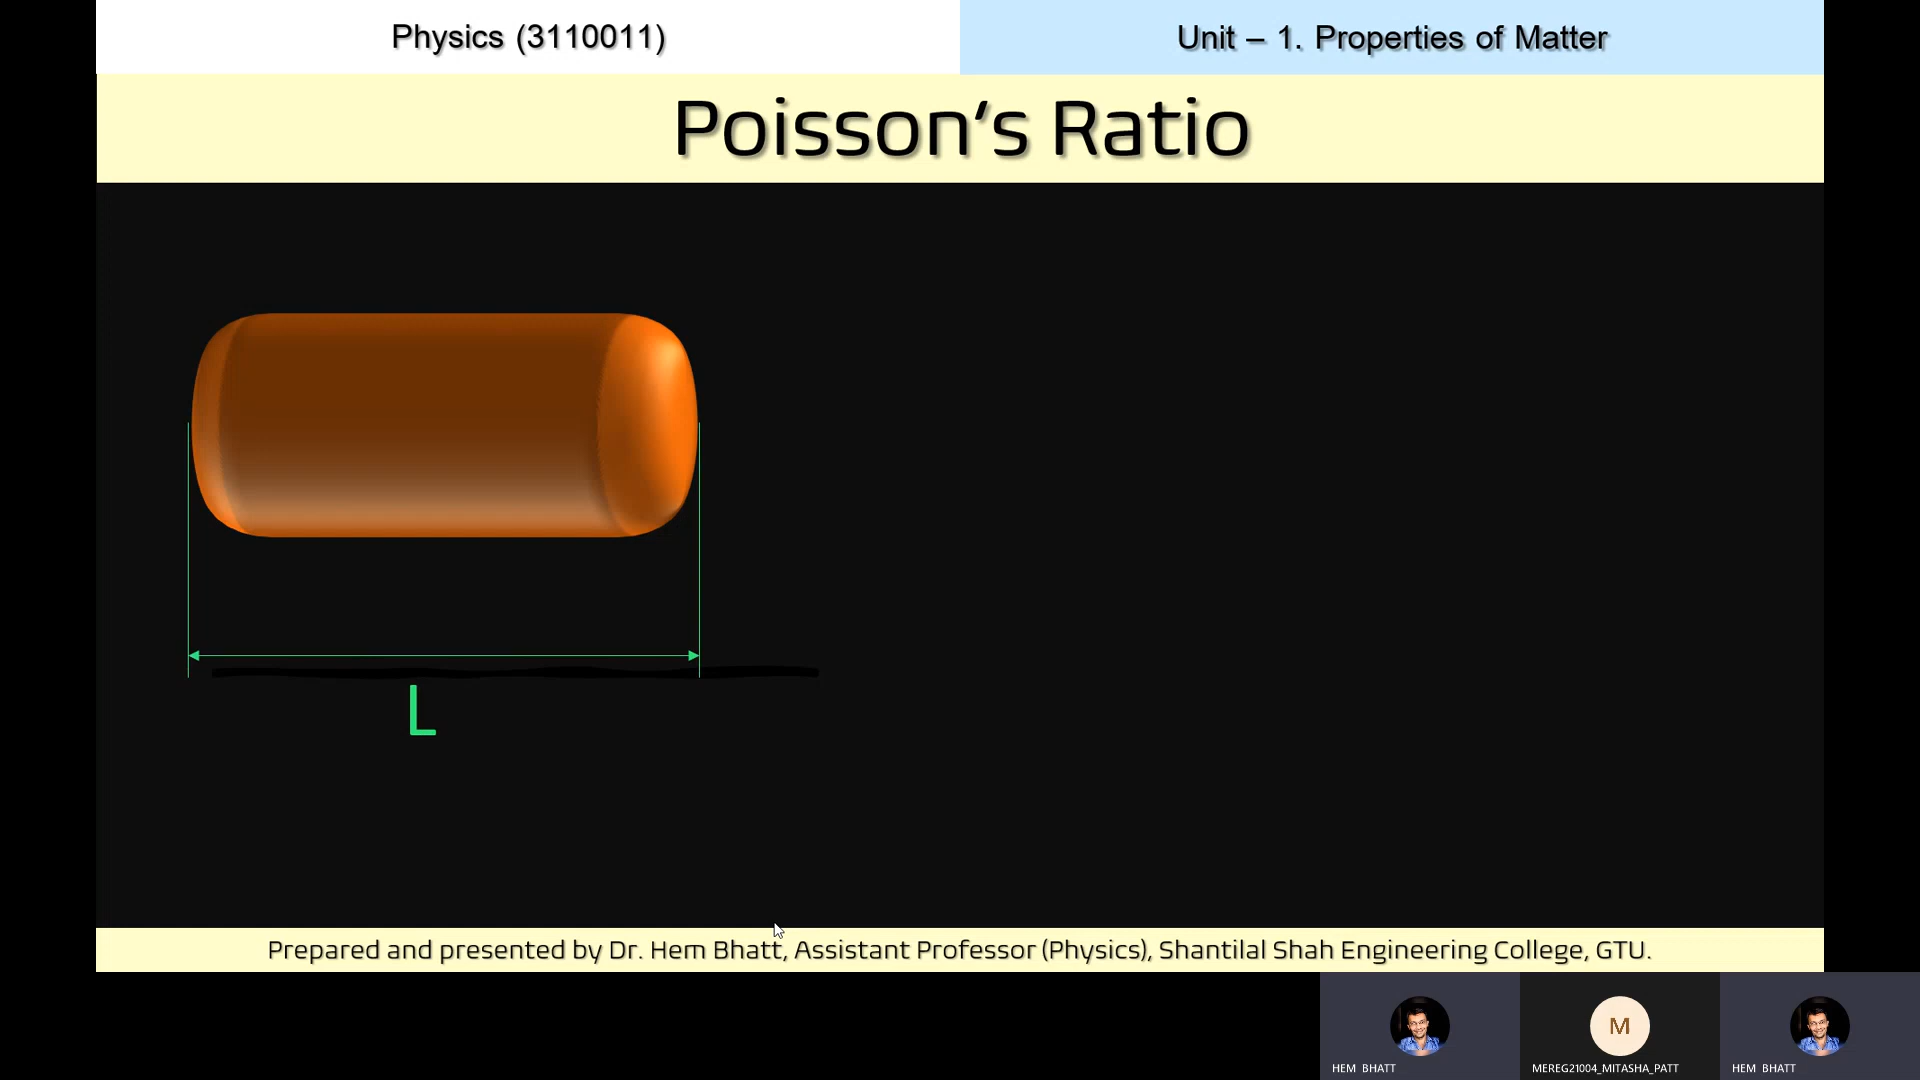 Physics (3110011)
Unit – 1. Properties of Matter
Poisson‘s Ratio
L
Prepared and presented by Dr. Hem Bhatt, Assistant Professor (Physics), Shantilal Shah Engineering College, GTU.
M
HEM BHATT
MEREG21004_MITASHA_PATT
HEM BHATT